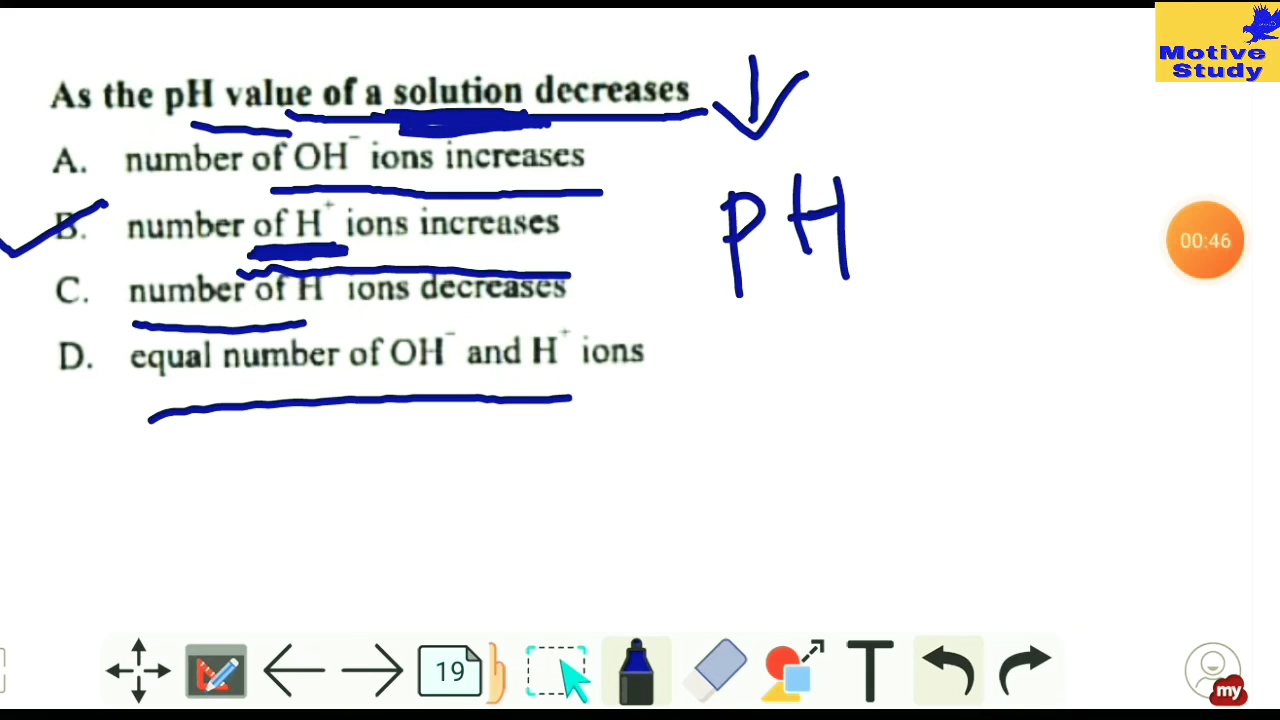 Motive
Study
As the pH value of a solution decreases
A. number of OH⁻ ions increases
B. number of H⁺ ions increases
C. number of H ions decreases
D. equal number of OH⁻ and H⁺ ions
PH
00:46
19
T
my